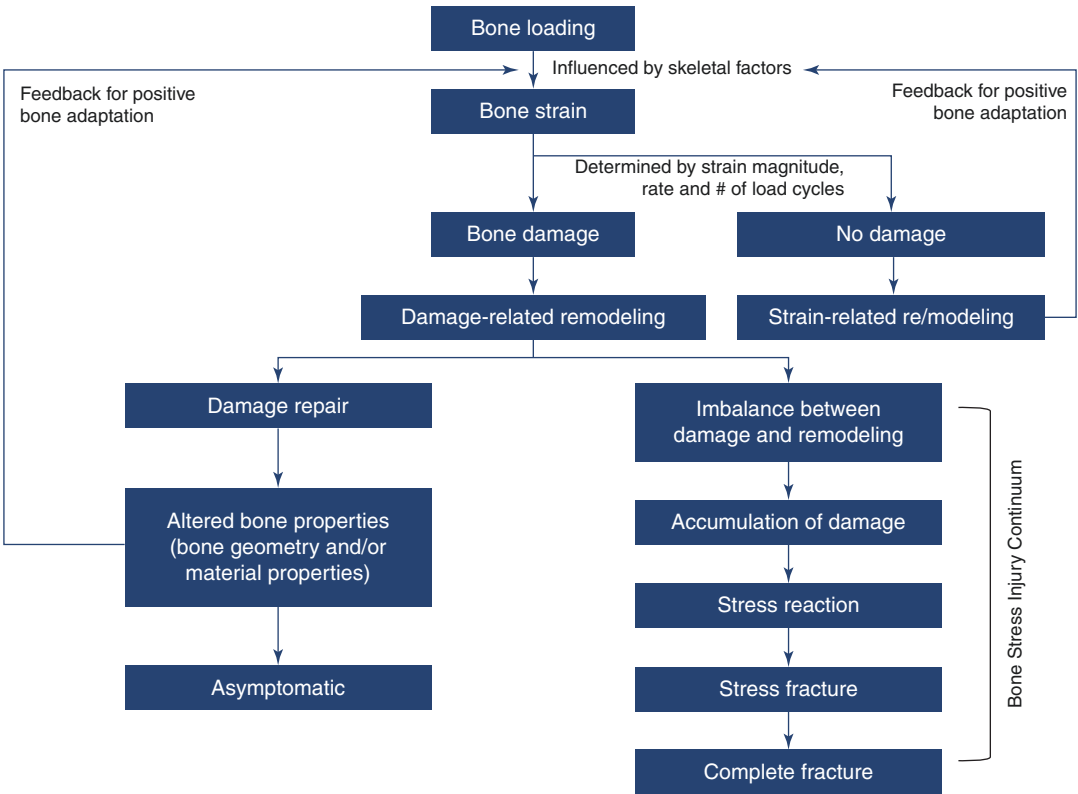 Bone loading
Influenced by skeletal factors
Feedback for positive
bone adaptation
Feedback for positive
bone adaptation
Bone strain
Determined by strain magnitude,
rate and # of load cycles
Bone damage
No damage
Damage-related remodeling
Strain-related re/modeling
Damage repair
Altered bone properties
(bone geometry and/or
material properties)
Asymptomatic
Imbalance between
damage and remodeling
Accumulation of damage
Stress reaction
Stress fracture
Complete fracture
Bone Stress Injury Continuum